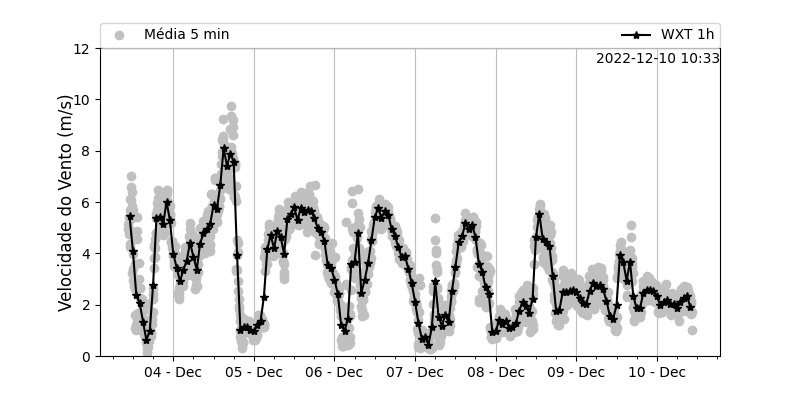 Média 5 min
WXT 1h
2022-12-10 10:33
Velocidade do Vento (m/s)
12
10
8
6
4
2
0
04 - Dec 05 - Dec 06 - Dec 07 - Dec 08 - Dec 09 - Dec 10 - Dec